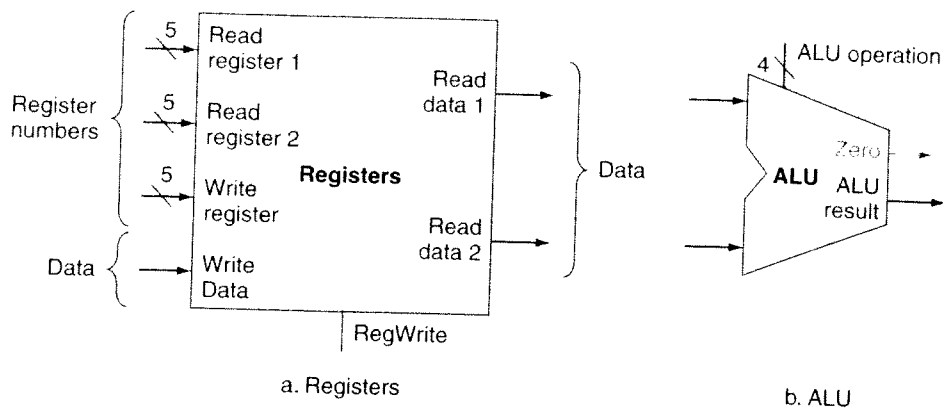 Register
numbers
Data
5
Read
register 1
5
Read
register 2
5
Write
register
Write
Data
Registers
Read
data 1
Read
data 2
RegWrite
Data
a. Registers
4
ALU operation
Zero
ALU
ALU
result
b. ALU